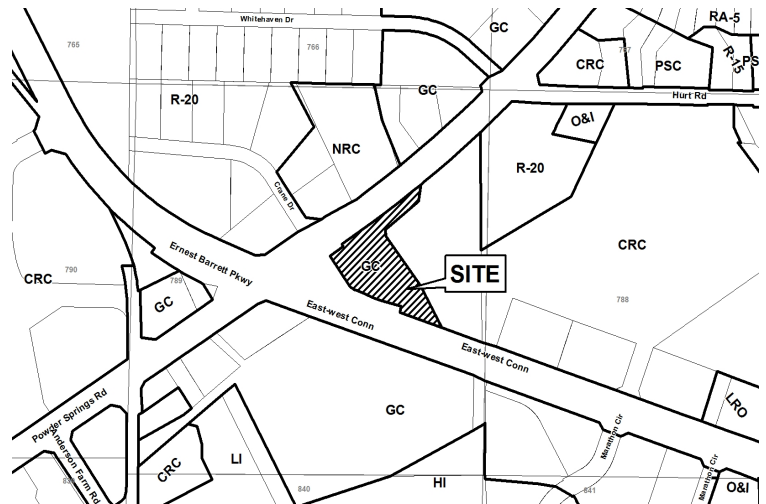 Whitehaven Dr
GC
RA-5
765
766
CRC
PSC
R-15
R-20
GC
Hurt Rd
O&I
NRC
R-20
Crane Dr
CRC
Ernest Barrett Pkwy
GC
SITE
790
CRC
789
GC
788
East-west Conn
East-west Conn
Powder Springs Rd
GC
LRO
Anderson Farm Rd
CRC
LI
HI
Marathon Cir
Marathon Cir
840
841
O&I